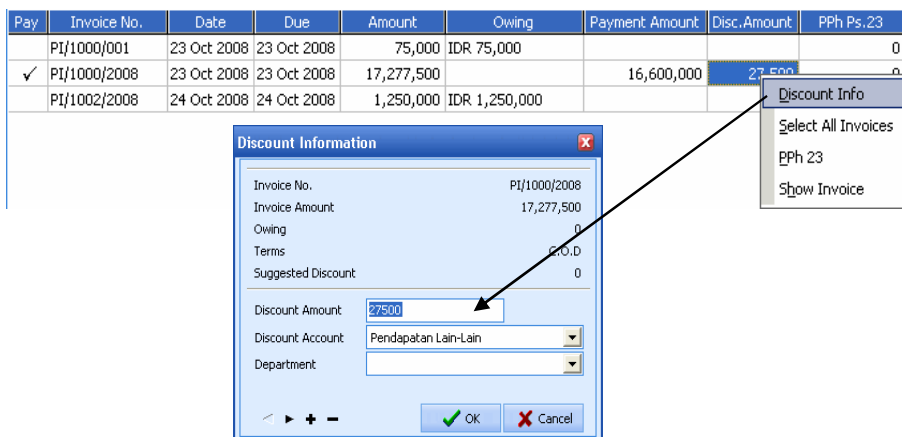 Pay Invoice No. Date Due Amount Owing Payment Amount Disc.Amount PPh Ps.23
PI/1000/001 23 Oct 2008 23 Oct 2008 75,000 IDR 75,000 0
✓ PI/1000/2008 23 Oct 2008 23 Oct 2008 17,277,500 16,600,000 27,500 0
PI/1002/2008 24 Oct 2008 24 Oct 2008 1,250,000 IDR 1,250,000
Discount Info
Select All Invoices
PPh 23
Show Invoice
Discount Information
Invoice No. PI/1000/2008
Invoice Amount 17,277,500
Owing 0
Terms C.O.D
Suggested Discount 0
Discount Amount 27500
Discount Account Pendapatan Lain-Lain
Department
OK Cancel